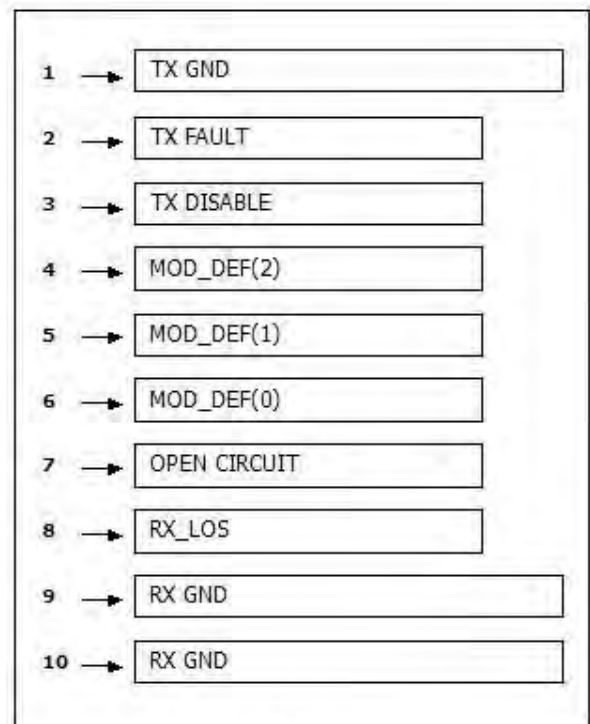 1 TX GND
2 TX FAULT
3 TX DISABLE
4 MOD_DEF(2)
5 MOD_DEF(1)
6 MOD_DEF(0)
7 OPEN CIRCUIT
8 RX_LOS
9 RX GND
10 RX GND